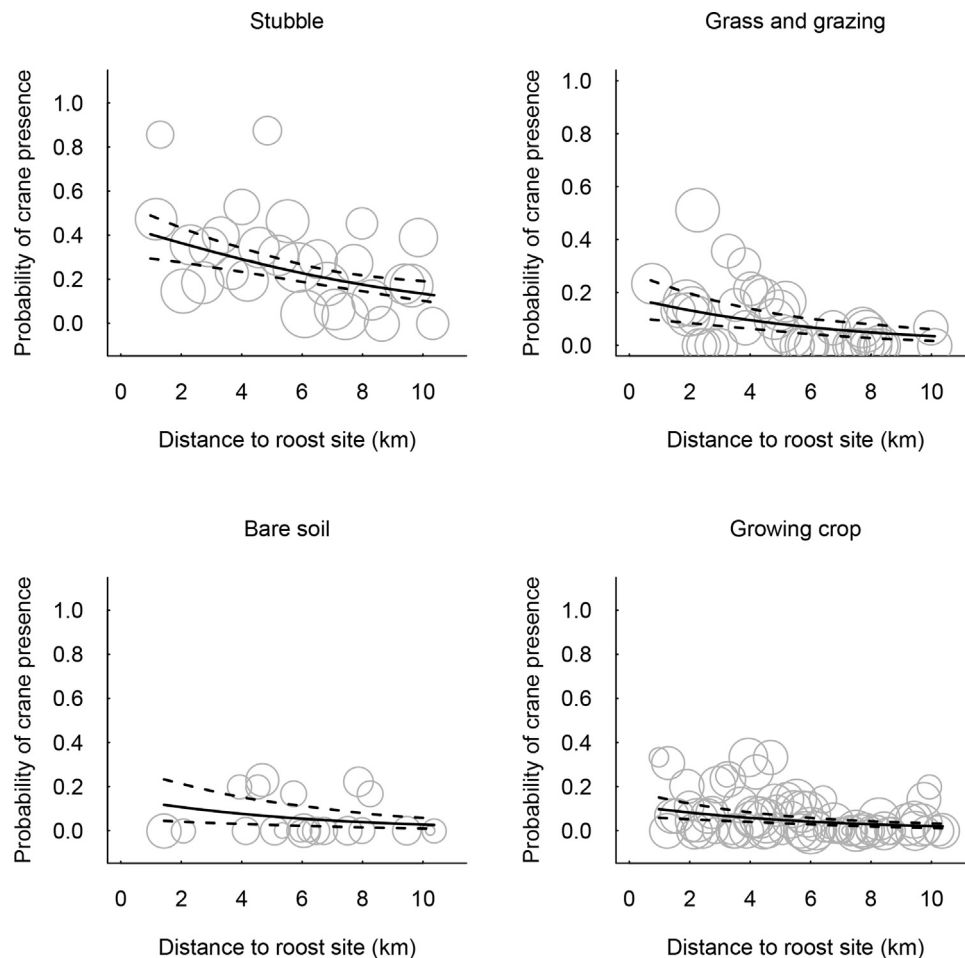 Stubble
Probability of crane presence
1.0
0.8
0.6
0.4
0.2
0.0
0 2 4 6 8 10
Distance to roost site (km)
Grass and grazing
Probability of crane presence
1.0
0.8
0.6
0.4
0.2
0.0
0 2 4 6 8 10
Distance to roost site (km)
Bare soil
Probability of crane presence
1.0
0.8
0.6
0.4
0.2
0.0
0 2 4 6 8 10
Distance to roost site (km)
Growing crop
Probability of crane presence
1.0
0.8
0.6
0.4
0.2
0.0
0 2 4 6 8 10
Distance to roost site (km)